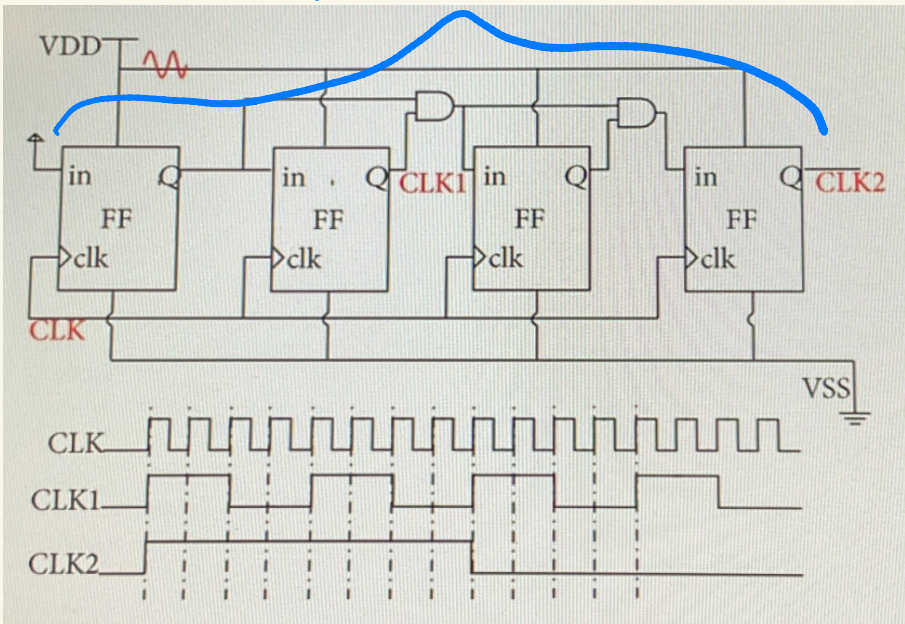 VDD
in Q in Q CLK1 in Q in Q CLK2
FF FF FF FF
clk clk clk clk
CLK
VSS
CLK
CLK1
CLK2